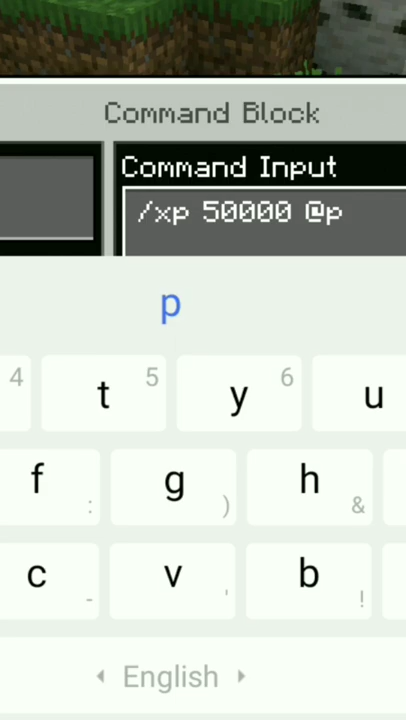 Command Block
Command Input
/xp 50000 @p
p
4 t 5 y 6 u
f : g ) h &
c - v ' b !
English